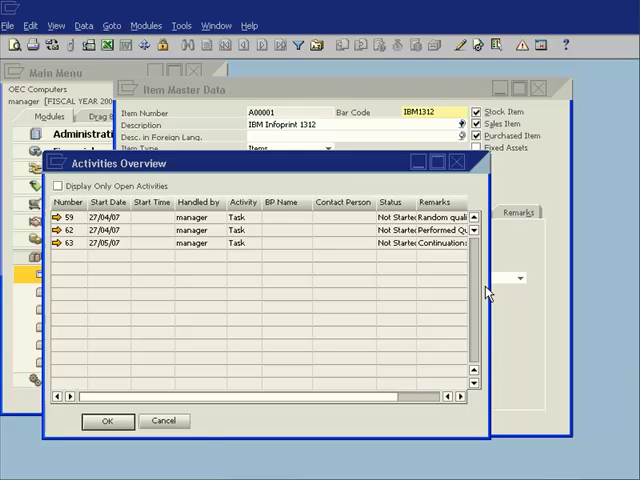 File Edit View Data Goto Modules Tools Window Help
Main Menu
OEC Computers
manager [FISCAL YEAR 200
Modules Drag &
Administrati
Item Master Data
Item Number A00001 Bar Code IBM1312
Description IBM Infoprint 1312
Desc. in Foreign Lang.
Item Type Items
Stock Item
Sales Item
Purchased Item
Fixed Assets
Remarks
Activities Overview
Display Only Open Activities
Number Start Date Start Time Handled by Activity BP Name Contact Person Status Remarks
59 27/04/07 manager Task Not Starte Random quali
62 27/04/07 manager Task Not Starte Performed Qu
63 27/05/07 manager Task Not Starte Continuation
OK Cancel